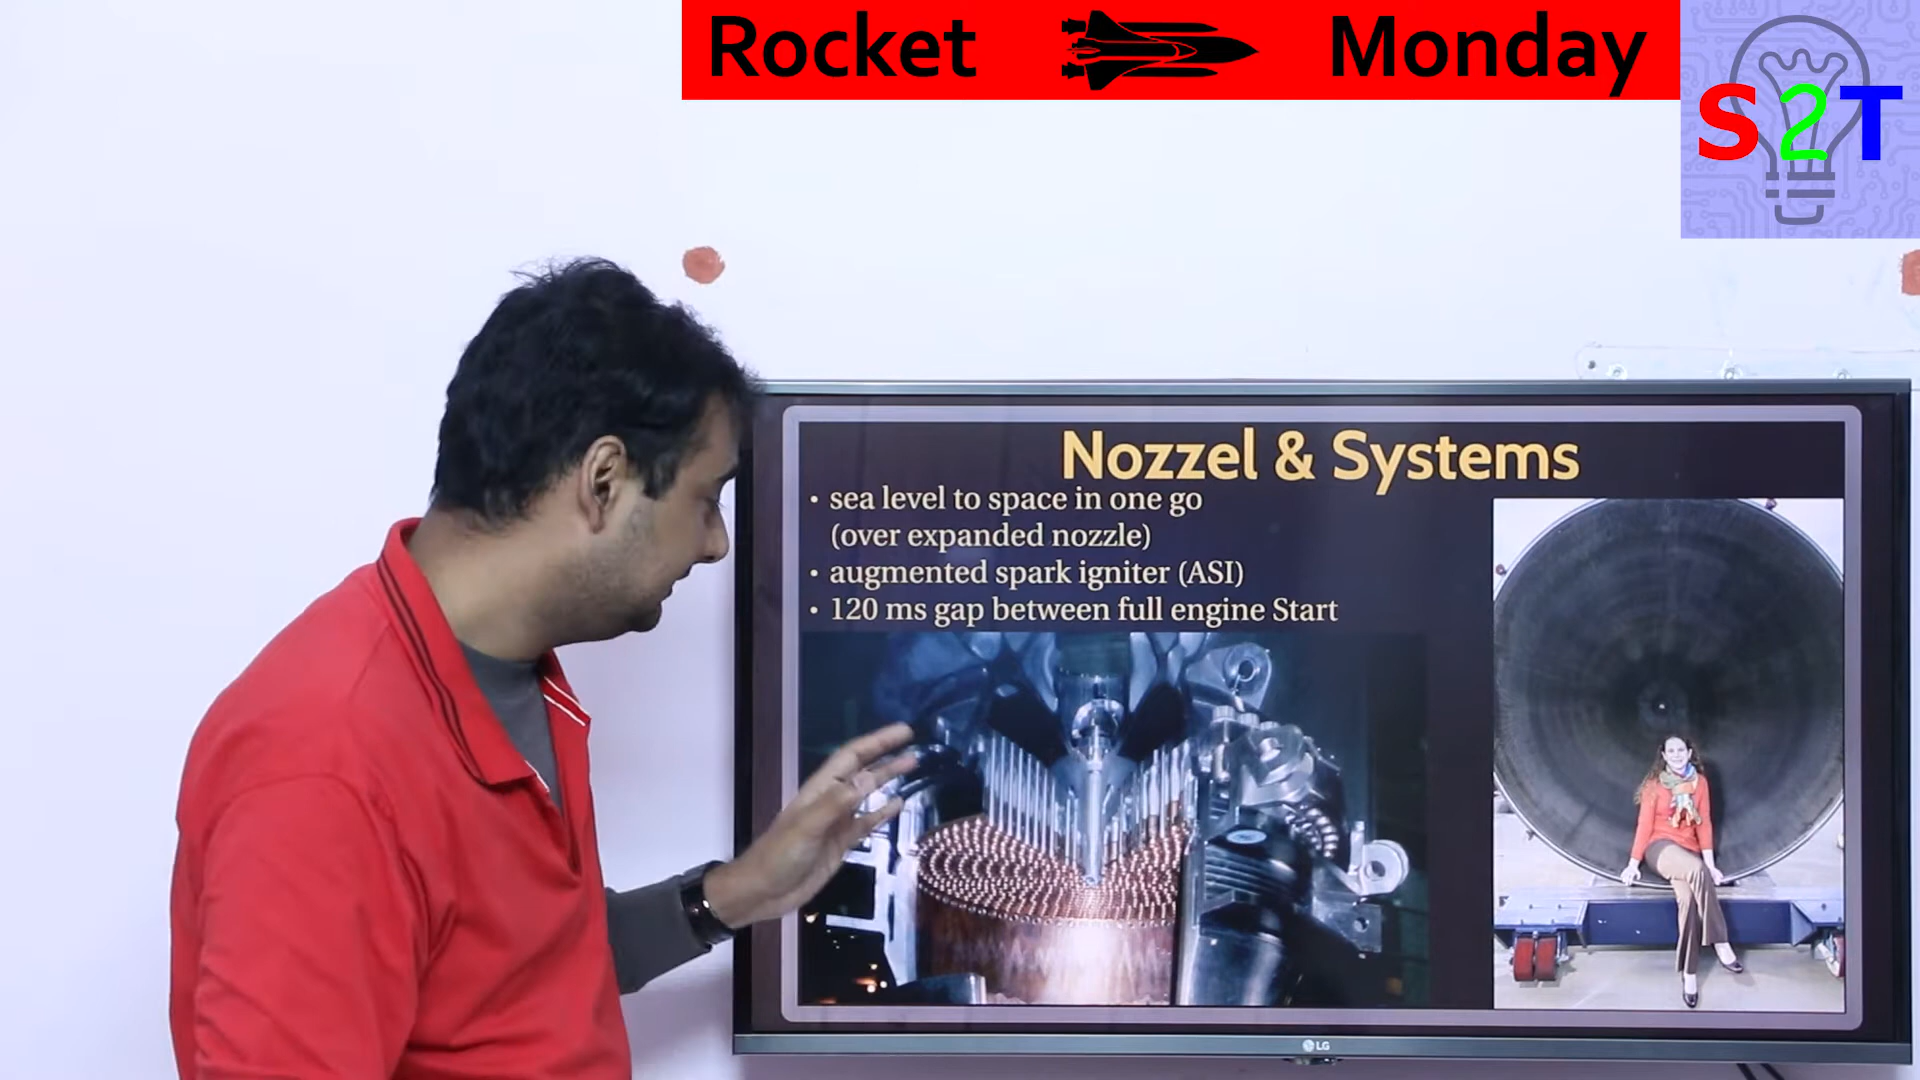 Rocket Monday
S2T
Nozzel & Systems
• sea level to space in one go
(over expanded nozzle)
• augmented spark igniter (ASI)
• 120 ms gap between full engine Start
LG